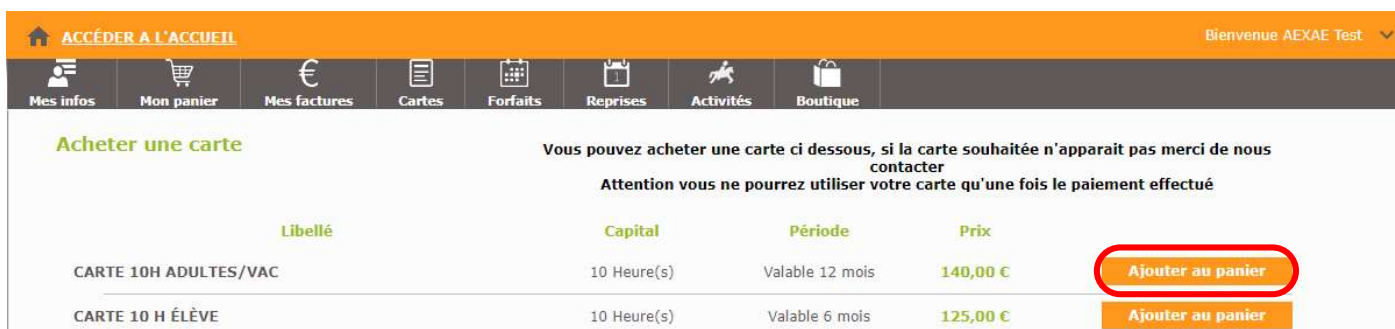 ACCÉDER A L'ACCUEIL Bienvenue AEXAE Test
Mes infos Mon panier Mes factures Cartes Forfaits Reprises Activités Boutique
Acheter une carte
Vous pouvez acheter une carte ci dessous, si la carte souhaitée n'apparait pas merci de nous
contacter
Attention vous ne pourrez utiliser votre carte qu'une fois le paiement effectué
Libellé Capital Période Prix
CARTE 10H ADULTES/VAC 10 Heure(s) Valable 12 mois 140,00 € Ajouter au panier
CARTE 10 H ÉLÈVE 10 Heure(s) Valable 6 mois 125,00 € Ajouter au panier